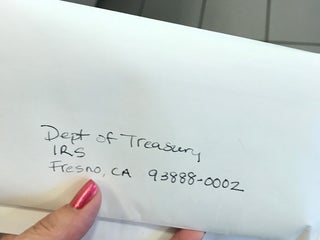 Dept of Treasury
IRS
Fresno, CA 93888-0002